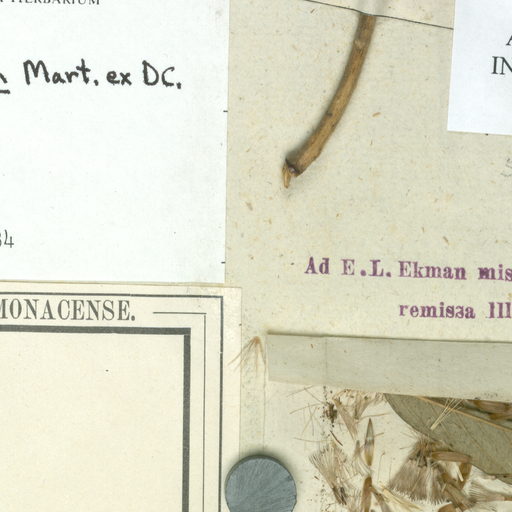 HERBARIUM
Mart. ex DC.
34
IN
Ad E. L. Ekman mis
remissa III
MONACENSE.